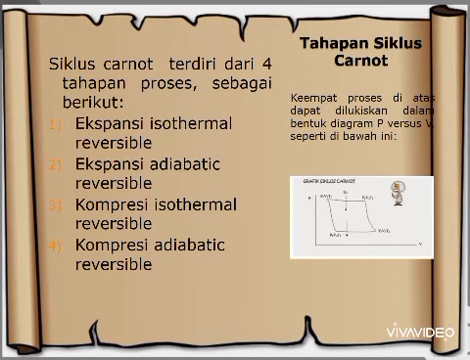 Siklus carnot terdiri dari 4
tahapan proses, sebagai
berikut:
1) Ekspansi isothermal
reversible
2) Ekspansi adiabatic
reversible
3) Kompresi isothermal
reversible
4) Kompresi adiabatic
reversible
Tahapan Siklus
Carnot
Keempat proses di atas
dapat dilukiskan dalam
bentuk diagram P versus V,
seperti di bawah ini:
GRAFIK SIKLUS CARNOT
P
V
VIVAVIDEO